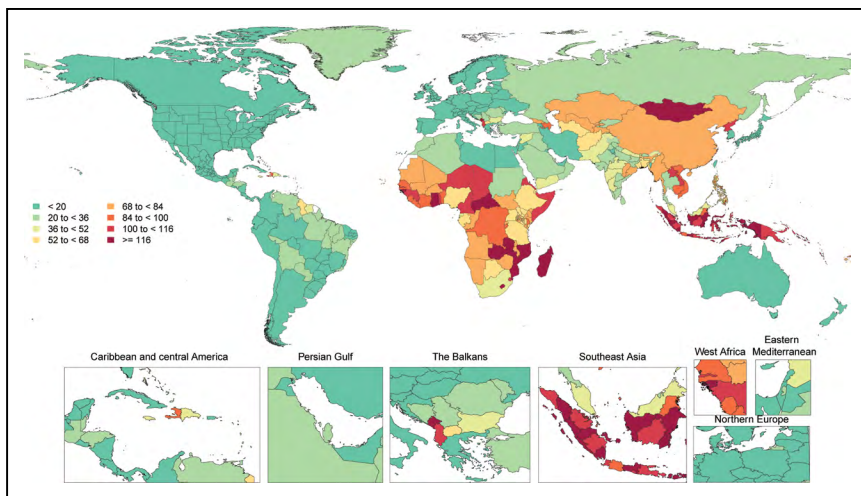 < 20
20 to < 36
36 to < 52
52 to < 68
68 to < 84
84 to < 100
100 to < 116
>= 116
Caribbean and central America
Persian Gulf
The Balkans
Southeast Asia
West Africa
Eastern
Mediterranean
Northern Europe